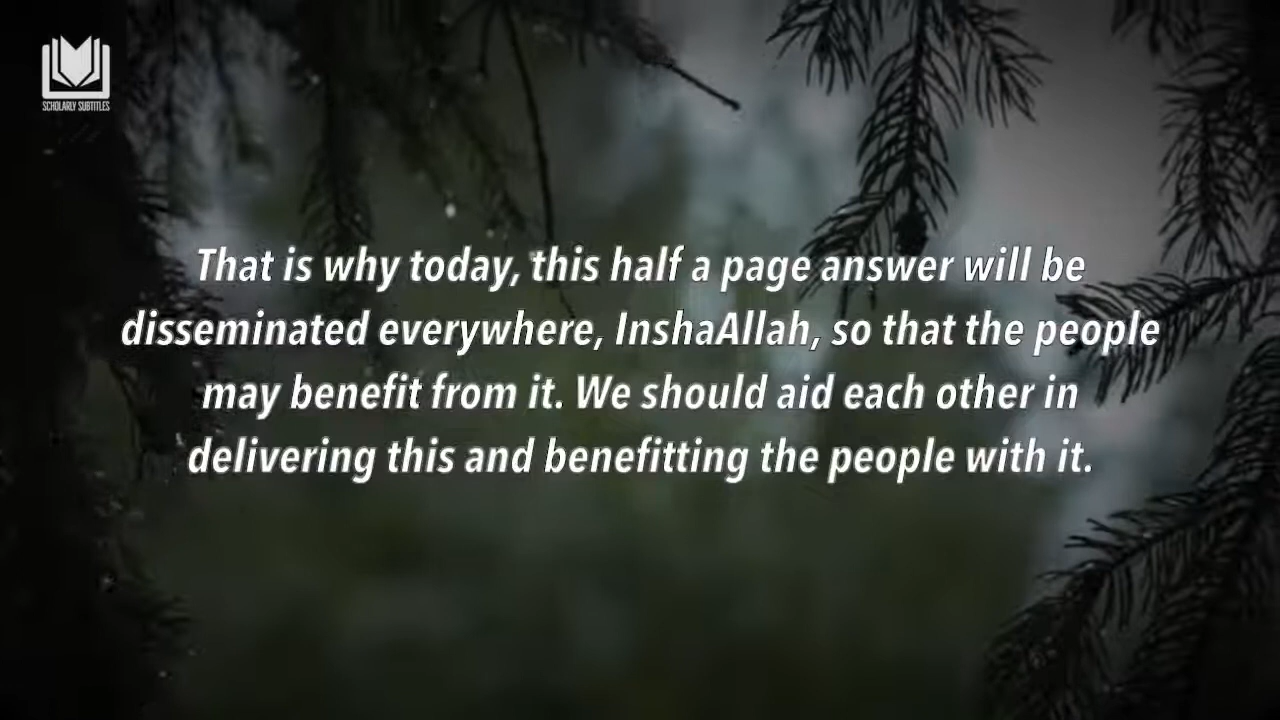 SCHOLARLY SUBTITLES
That is why today, this half a page answer will be
disseminated everywhere, InshaAllah, so that the people
may benefit from it. We should aid each other in
delivering this and benefitting the people with it.